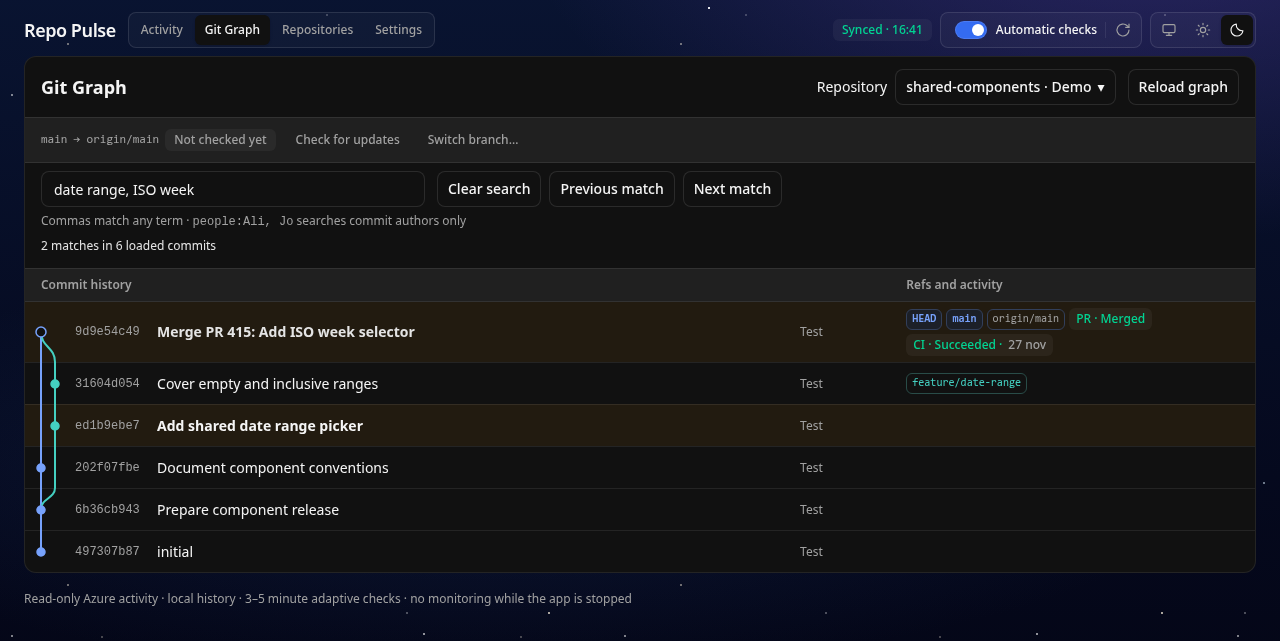 Repo Pulse Activity Git Graph Repositories Settings Synced · 16:41 Automatic checks
Git Graph Repository shared-components · Demo ▾ Reload graph
main → origin/main Not checked yet Check for updates Switch branch...
date range, ISO week Clear search Previous match Next match
Commas match any term · people:Ali, Jo searches commit authors only
2 matches in 6 loaded commits
Commit history Refs and activity
9d9e54c49 Merge PR 415: Add ISO week selector Test HEAD main origin/main PR · Merged
CI · Succeeded · 27 nov
31604d054 Cover empty and inclusive ranges Test feature/date-range
ed1b9ebe7 Add shared date range picker Test
202f07fbe Document component conventions Test
6b36cb943 Prepare component release Test
497307b87 initial Test
Read-only Azure activity · local history · 3–5 minute adaptive checks · no monitoring while the app is stopped